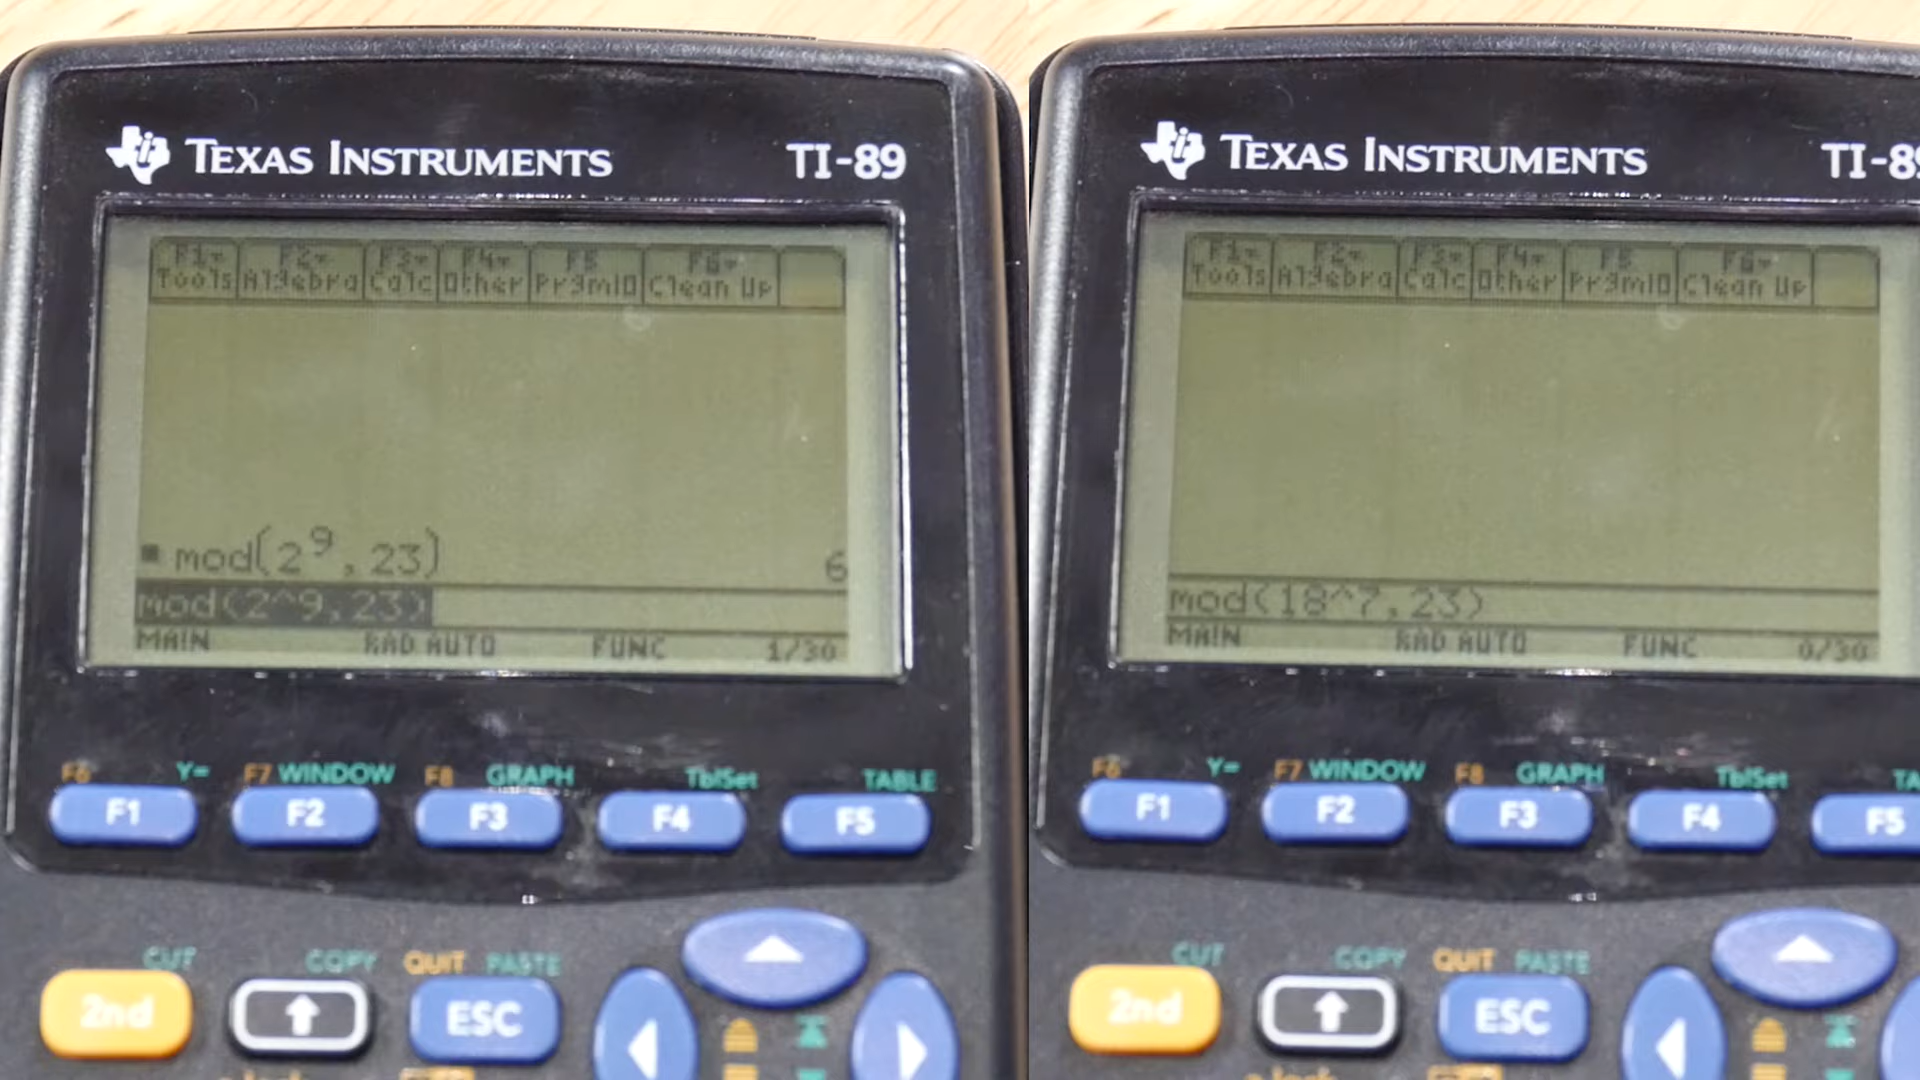 TEXAS INSTRUMENTS TI-89
F1 F2 F3 F4 F5 F6
Tools Algebra Calc Other PrgmIO Clean Up
mod(2^9, 23) 6
mod(2^9,23)
MAIN RAD AUTO FUNC 1/30
F6 Y= F7 WINDOW F8 GRAPH TblSet TABLE
F1 F2 F3 F4 F5
CUT COPY QUIT PASTE
2nd ESC
TEXAS INSTRUMENTS TI-89
F1 F2 F3 F4 F5 F6
Tools Algebra Calc Other PrgmIO Clean Up
mod(18^7,23)
MAIN RAD AUTO FUNC 0/30
F6 Y= F7 WINDOW F8 GRAPH TblSet TA
F1 F2 F3 F4 F5
CUT COPY QUIT PASTE
2nd ESC